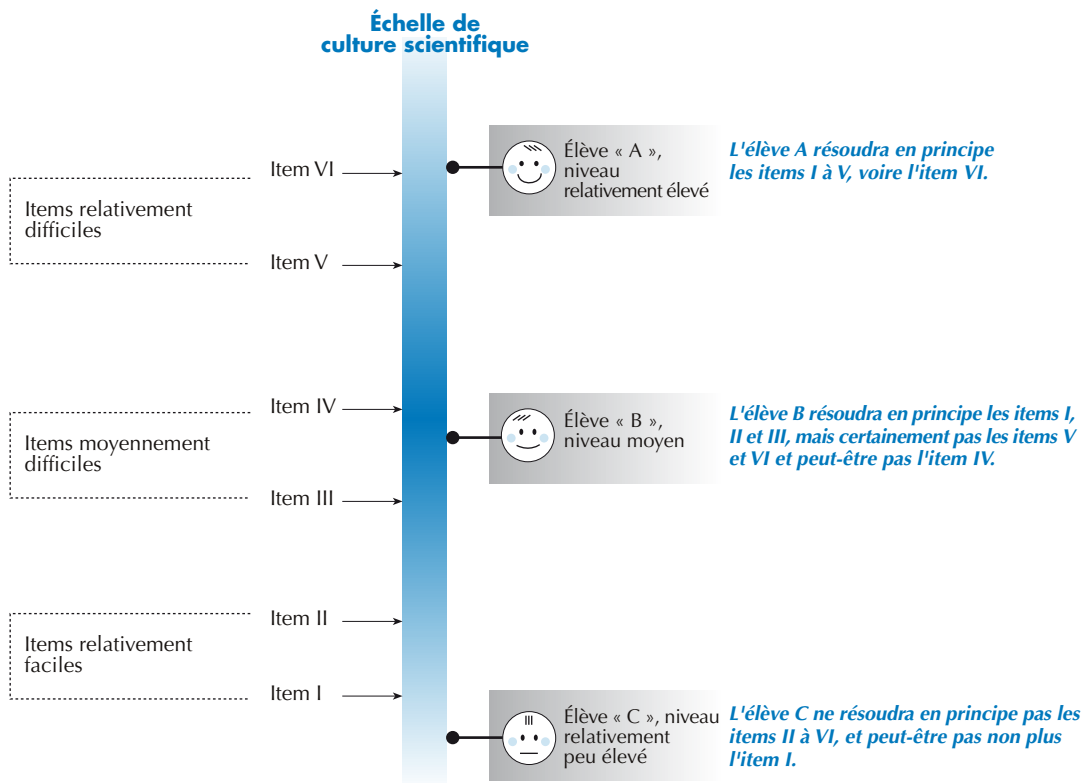 Échelle de
culture scientifique
Item VI
Items relativement
difficiles
Item V
Élève « A »,
niveau
relativement élevé
L'élève A résoudra en principe
les items I à V, voire l'item VI.
Item IV
Items moyennement
difficiles
Item III
Élève « B »,
niveau moyen
L'élève B résoudra en principe les items I,
II et III, mais certainement pas les items V
et VI et peut-être pas l'item IV.
Item II
Items relativement
faciles
Item I
Élève « C », niveau
relativement
peu élevé
L'élève C ne résoudra en principe pas les
items II à VI, et peut-être pas non plus
l'item I.